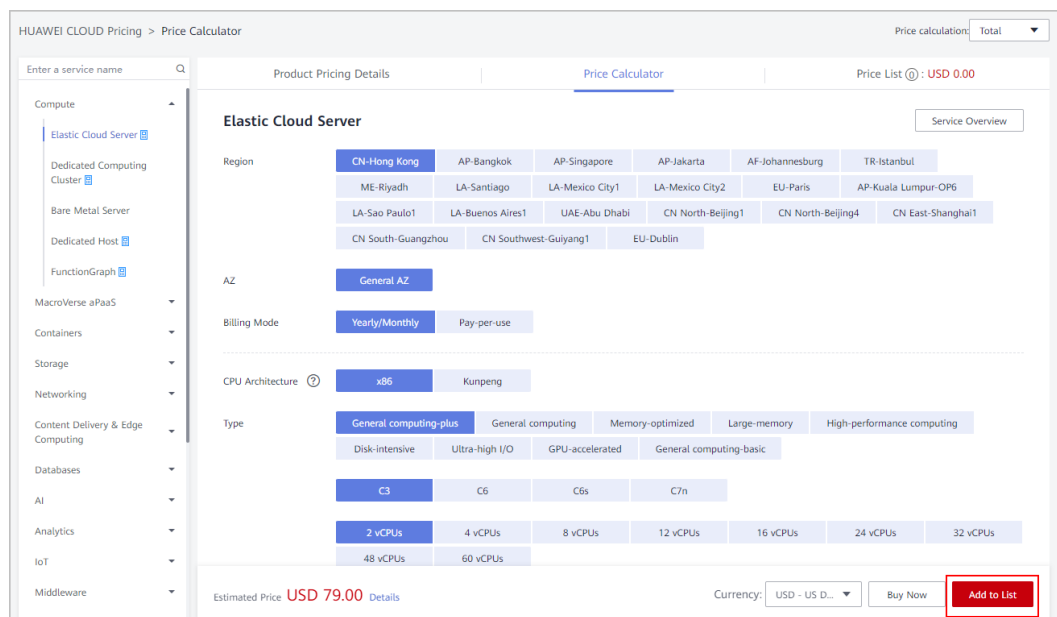 HUAWEI CLOUD Pricing > Price Calculator
Price calculation: Total
Enter a service name
Product Pricing Details
Price Calculator
Price List (0) : USD 0.00
Compute
Elastic Cloud Server
Dedicated Computing
Cluster
Bare Metal Server
Dedicated Host
FunctionGraph
MacroVerse aPaaS
Containers
Storage
Networking
Content Delivery & Edge
Computing
Databases
AI
Analytics
IoT
Middleware
Elastic Cloud Server
Service Overview
Region
CN-Hong Kong AP-Bangkok AP-Singapore AP-Jakarta AF-Johannesburg TR-Istanbul
ME-Riyadh LA-Santiago LA-Mexico City1 LA-Mexico City2 EU-Paris AP-Kuala Lumpur-OP6
LA-Sao Paulo1 LA-Buenos Aires1 UAE-Abu Dhabi CN North-Beijing1 CN North-Beijing4 CN East-Shanghai1
CN South-Guangzhou CN Southwest-Guiyang1 EU-Dublin
AZ General AZ
Billing Mode Yearly/Monthly Pay-per-use
CPU Architecture ? x86 Kunpeng
Type General computing-plus General computing Memory-optimized Large-memory High-performance computing
Disk-intensive Ultra-high I/O GPU-accelerated General computing-basic
C3 C6 C6s C7n
2 vCPUs 4 vCPUs 8 vCPUs 12 vCPUs 16 vCPUs 24 vCPUs 32 vCPUs
48 vCPUs 60 vCPUs
Estimated Price USD 79.00 Details
Currency: USD - US D... Buy Now Add to List